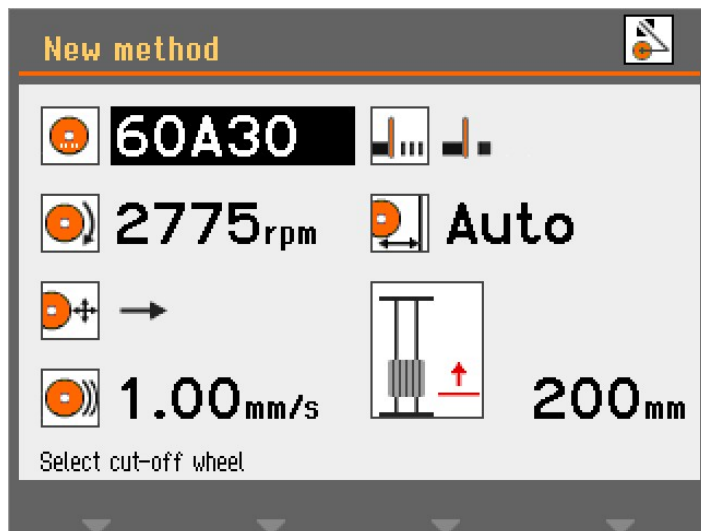 New method
60A30
2775rpm Auto
1.00mm/s 200mm
Select cut-off wheel